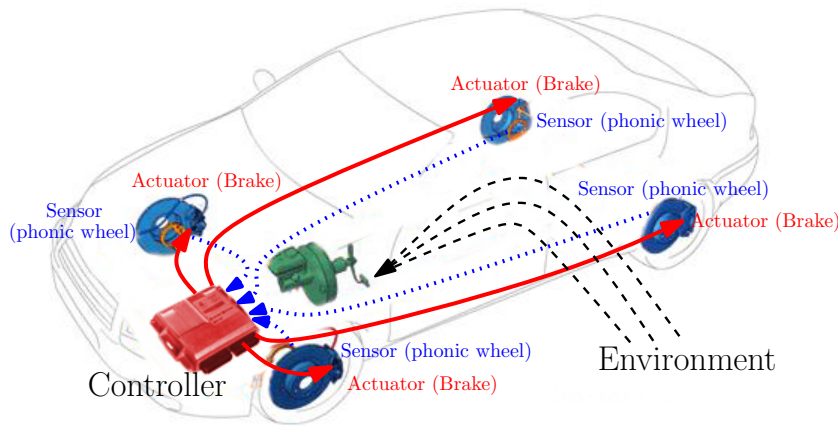 Actuator (Brake)
Sensor (phonic wheel)
Actuator (Brake)
Sensor (phonic wheel)
Sensor
(phonic wheel)
Actuator (Brake)
Sensor (phonic wheel)
Environment
Controller
Actuator (Brake)